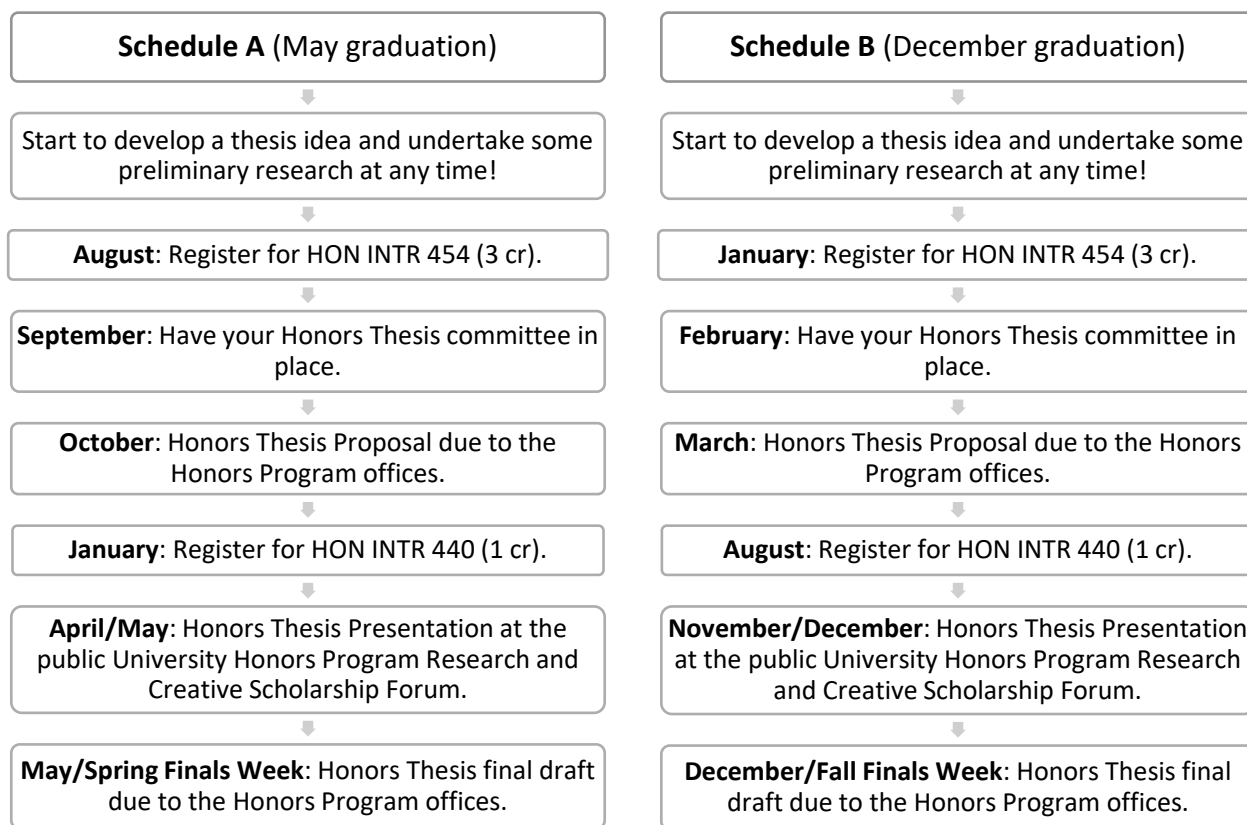 Schedule A (May graduation)
Start to develop a thesis idea and undertake some
preliminary research at any time!
August: Register for HON INTR 454 (3 cr).
September: Have your Honors Thesis committee in
place.
October: Honors Thesis Proposal due to the
Honors Program offices.
January: Register for HON INTR 440 (1 cr).
April/May: Honors Thesis Presentation at the
public University Honors Program Research and
Creative Scholarship Forum.
May/Spring Finals Week: Honors Thesis final draft
due to the Honors Program offices.
Schedule B (December graduation)
Start to develop a thesis idea and undertake some
preliminary research at any time!
January: Register for HON INTR 454 (3 cr).
February: Have your Honors Thesis committee in
place.
March: Honors Thesis Proposal due to the Honors
Program offices.
August: Register for HON INTR 440 (1 cr).
November/December: Honors Thesis Presentation
at the public University Honors Program Research
and Creative Scholarship Forum.
December/Fall Finals Week: Honors Thesis final
draft due to the Honors Program offices.